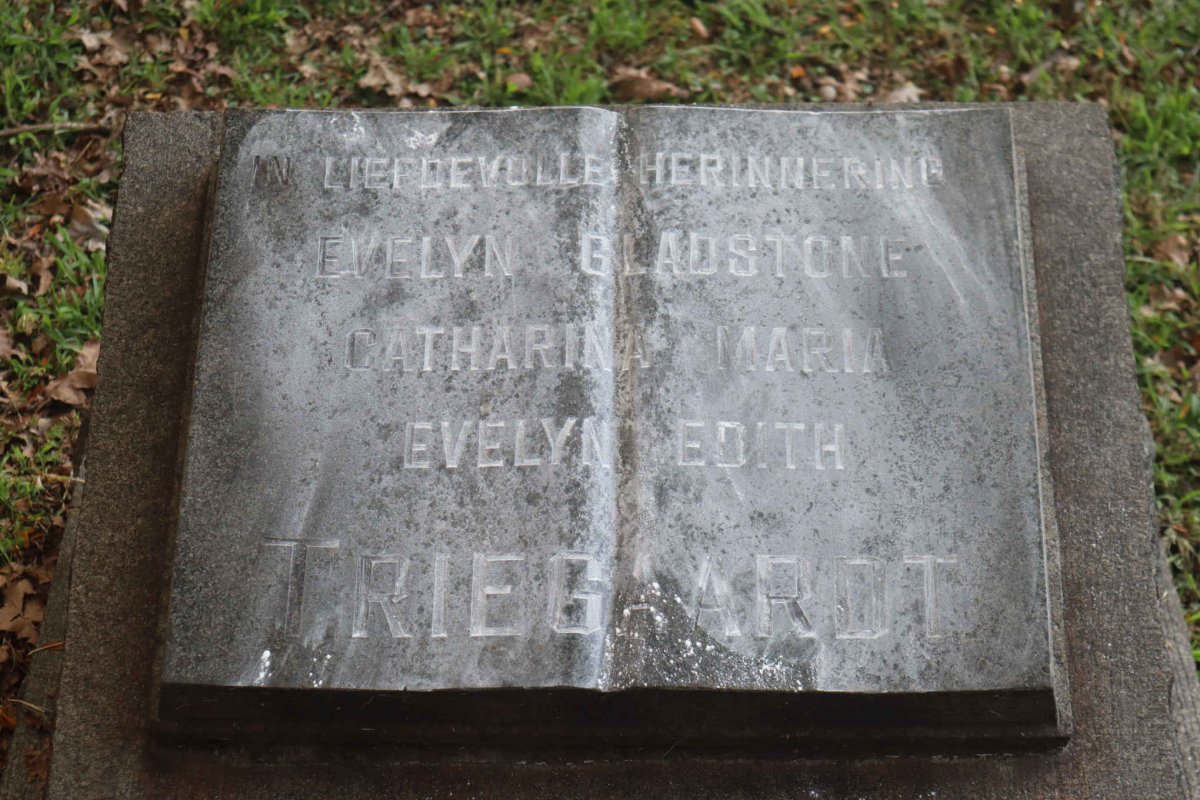 IN LIEFDEVOLLE HERINNERING
EVELYN GLADSTONE
CATHARINA MARIA
EVELYN EDITH
TRIEGAARDT